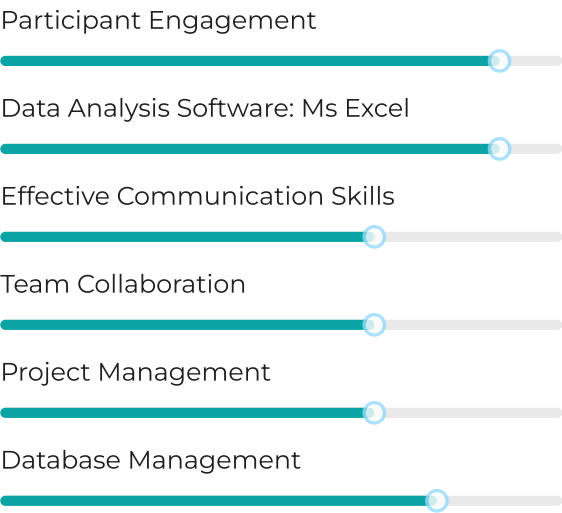 Participant Engagement
Data Analysis Software: Ms Excel
Effective Communication Skills
Team Collaboration
Project Management
Database Management